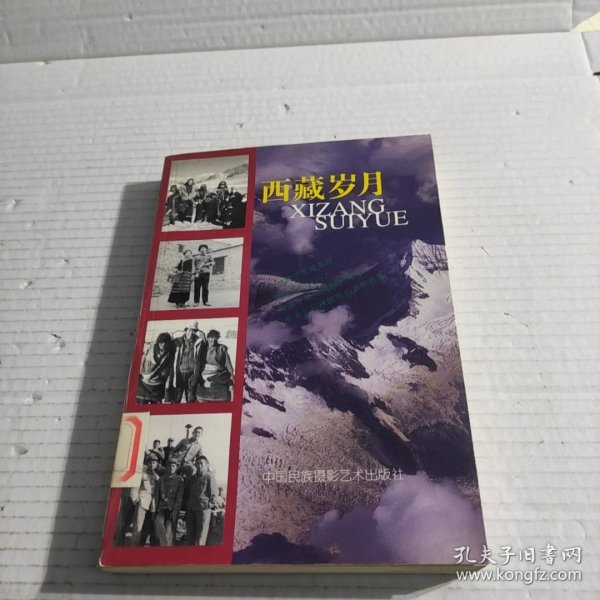 西藏岁月
XIZANG
SUIYUE
中国民族摄影艺术出版社
孔夫子旧书网
www.kongfz.com